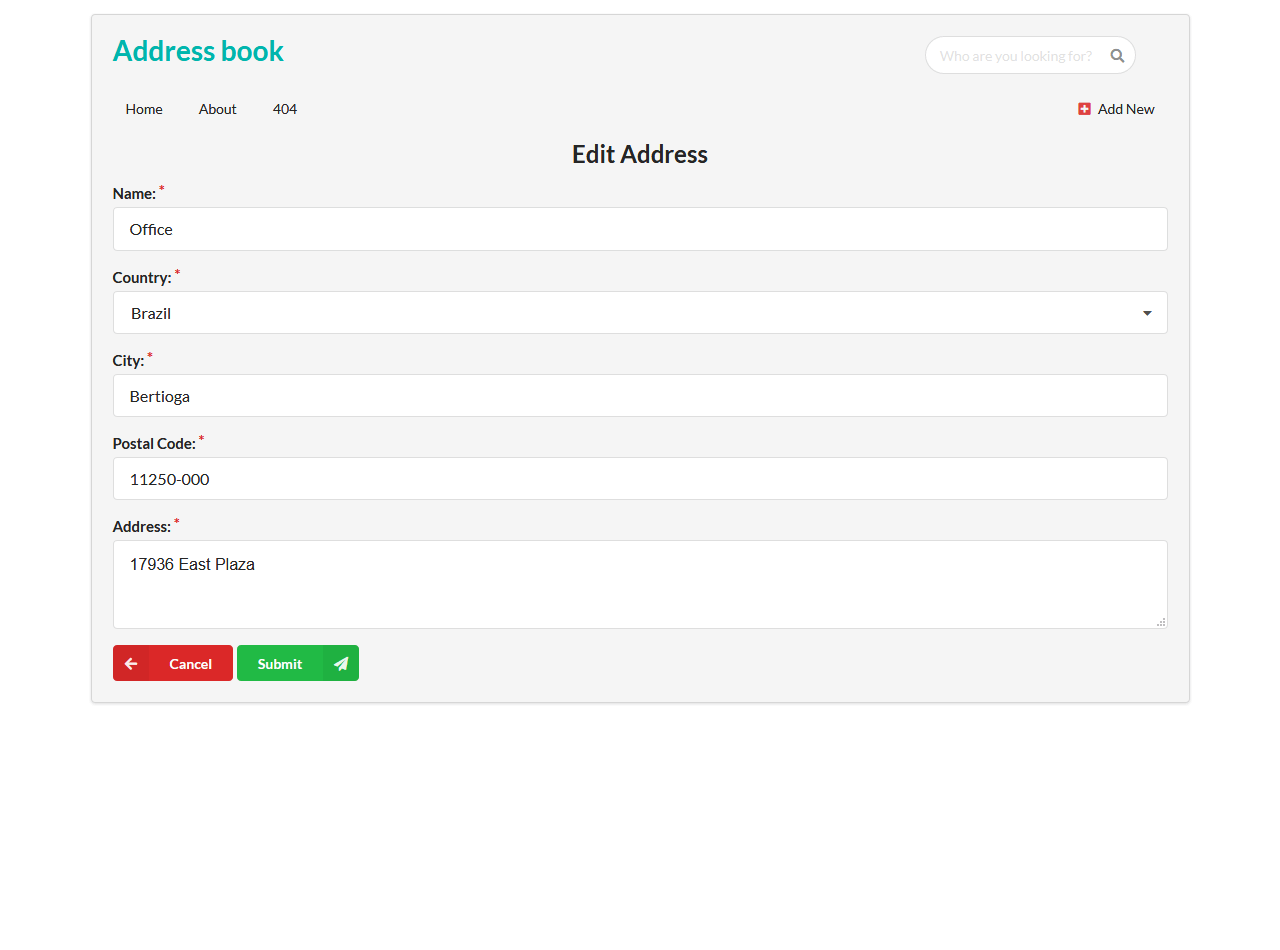 Address book
Who are you looking for?
Home About 404 Add New
Edit Address
Name: *
Office
Country: *
Brazil
City: *
Bertioga
Postal Code: *
11250-000
Address: *
17936 East Plaza
Cancel Submit